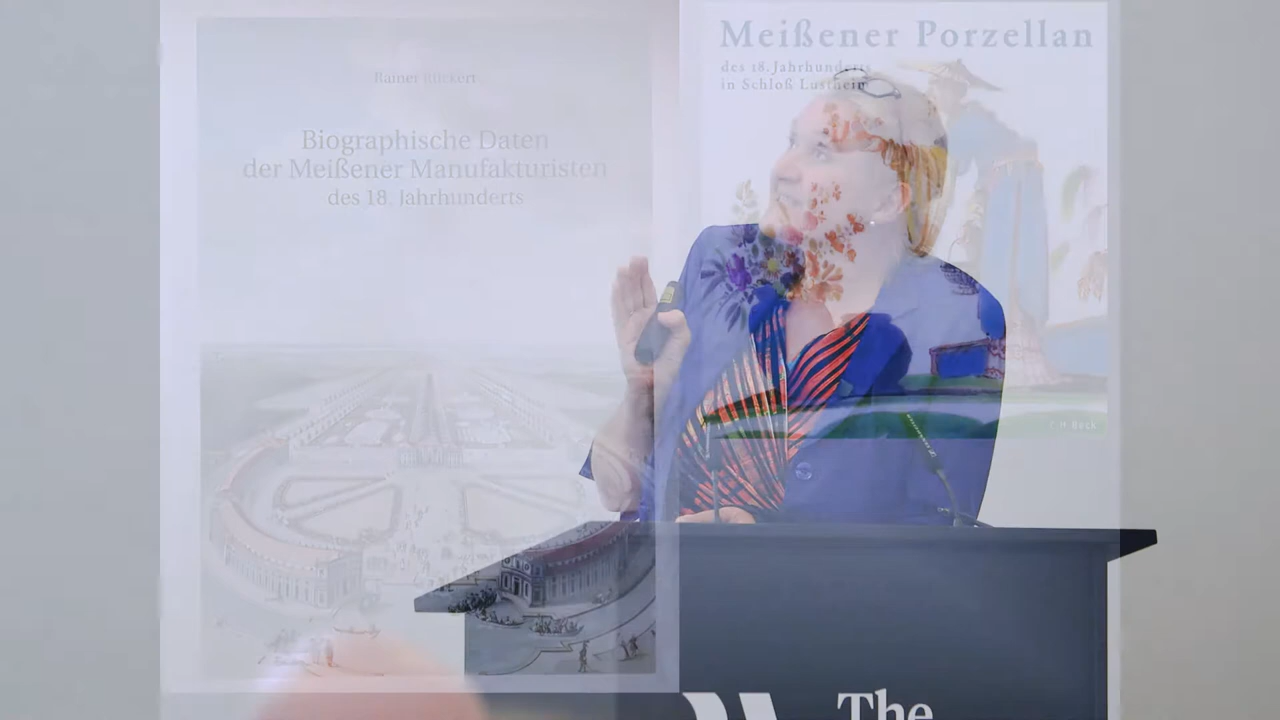 Rainer Rückert
Biographische Daten
der Meißener Manufakturisten
des 18. Jahrhunderts
Meißener Porzellan
des 18. Jahrhunderts
in Schloß Lustheim
C.H. Beck
The